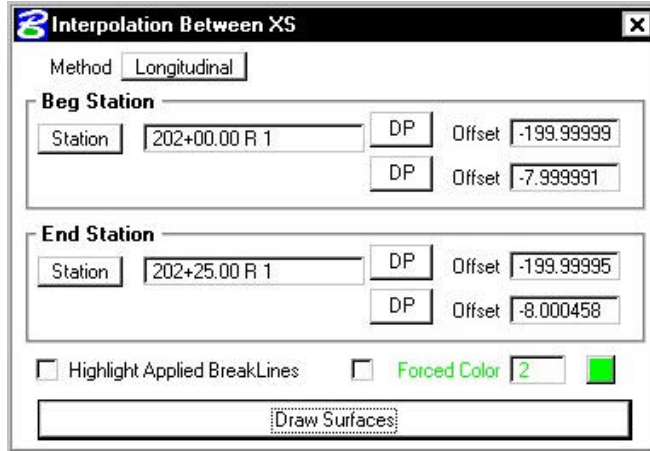 Interpolation Between XS
Method Longitudinal
Beg Station
Station 202+00.00 R 1 DP Offset -199.99999
DP Offset -7.999991
End Station
Station 202+25.00 R 1 DP Offset -199.99995
DP Offset -8.000458
Highlight Applied BreakLines Forced Color 2
Draw Surfaces